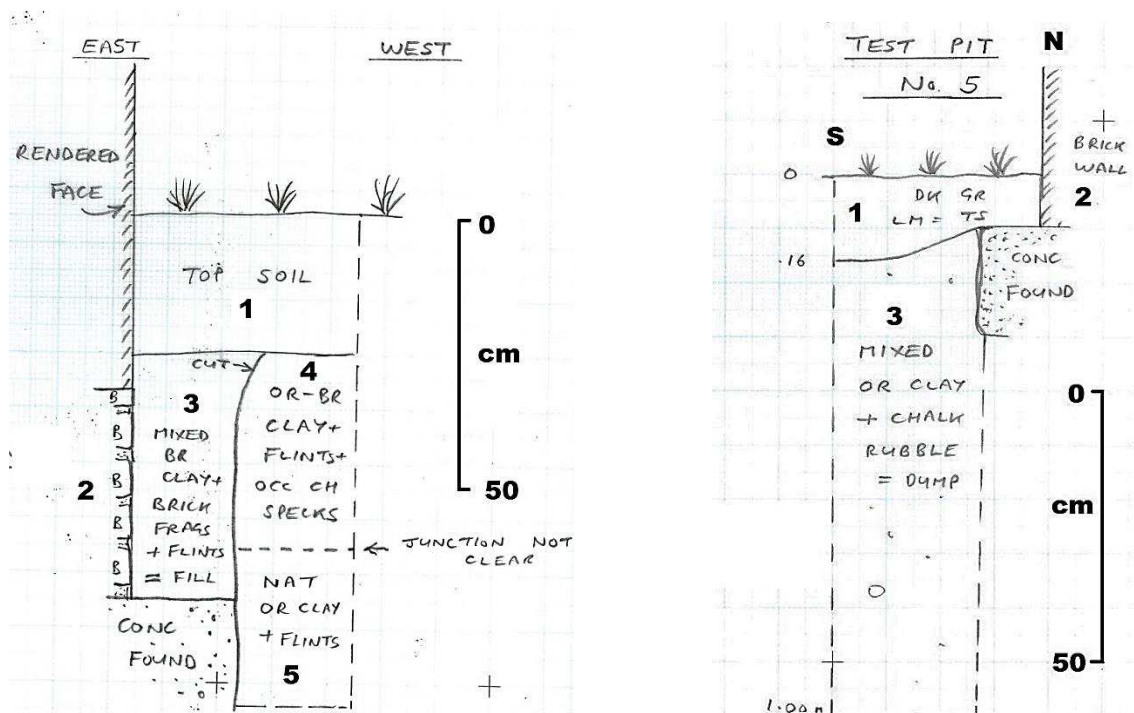 EAST
WEST
RENDERED
FACE
TOP SOIL
1
CUT
3
MIXED
BR
CLAY+
BRICK
FRAGS
+ FLINTS
= FILL
4
OR-BR
CLAY+
FLINTS+
OCC CH
SPECKS
B
B
B
B
B
2
JUNCTION NOT
CLEAR
NAT
OR CLAY
+ FLINTS
5
CONC
FOUND
0
cm
50
TEST PIT
No. 5
N
S
BRICK
WALL
2
0
1
DK GR
LM = TS
.16
CONC
FOUND
3
MIXED
OR CLAY
+ CHALK
RUBBLE
= DUMP
0
cm
50
1.00m